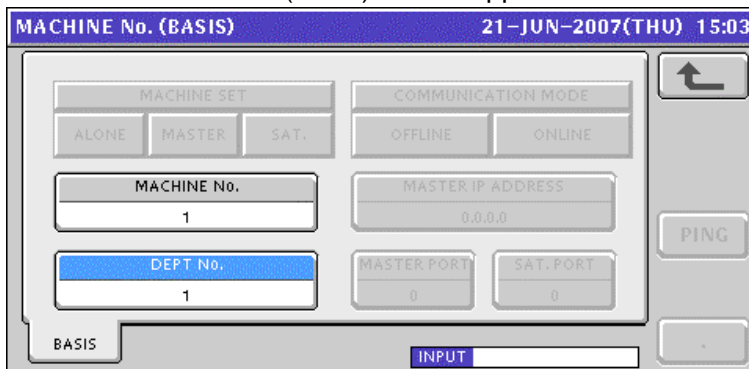 MACHINE No. (BASIS) 21-JUN-2007(THU) 15:03
MACHINE SET COMMUNICATION MODE
ALONE MASTER SAT. OFFLINE ONLINE
MACHINE No. MASTER IP ADDRESS
1 0.0.0.0
PING
DEPT No. MASTER PORT SAT. PORT
1 0 0
BASIS
INPUT
.